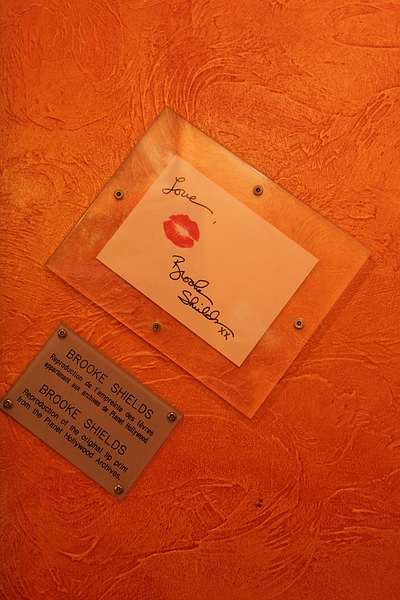 Love,
Brooke
Shields
xx
BROOKE SHIELDS
Reproduction de l'empreinte des lèvres
appartenant aux archives de Planet Hollywood.
BROOKE SHIELDS
Reproduction of the original lip print
from the Planet Hollywood Archives.